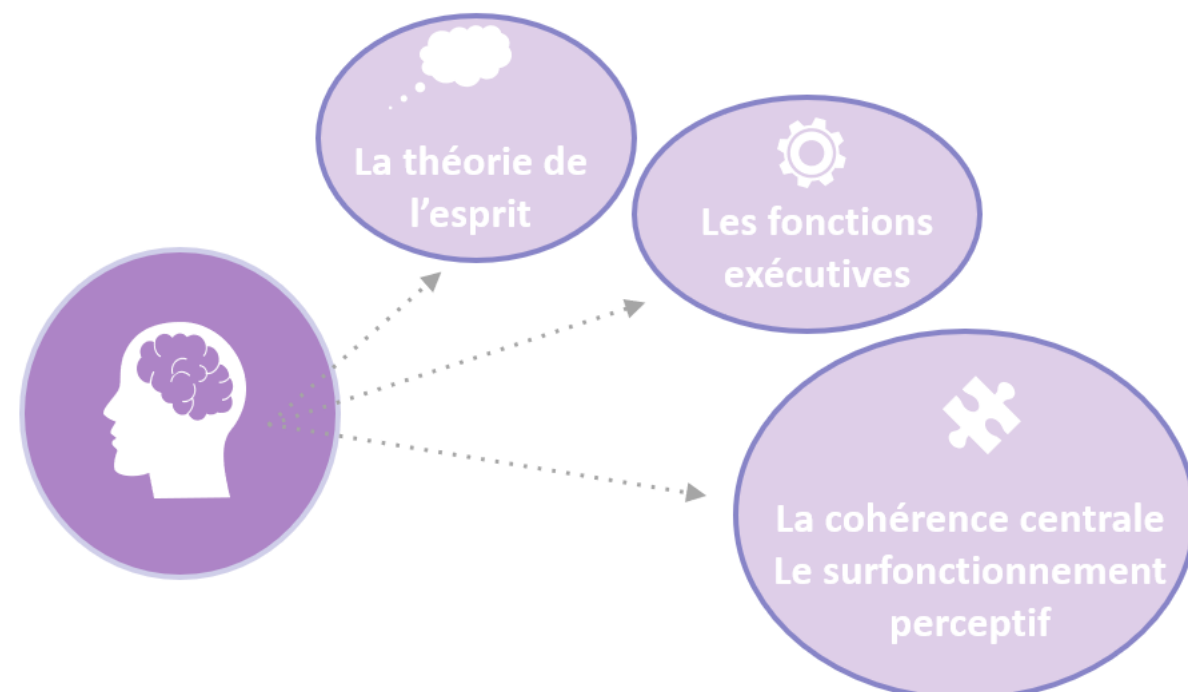 La théorie de
l’esprit
Les fonctions
exécutives
La cohérence centrale
Le surfonctionnement
perceptif